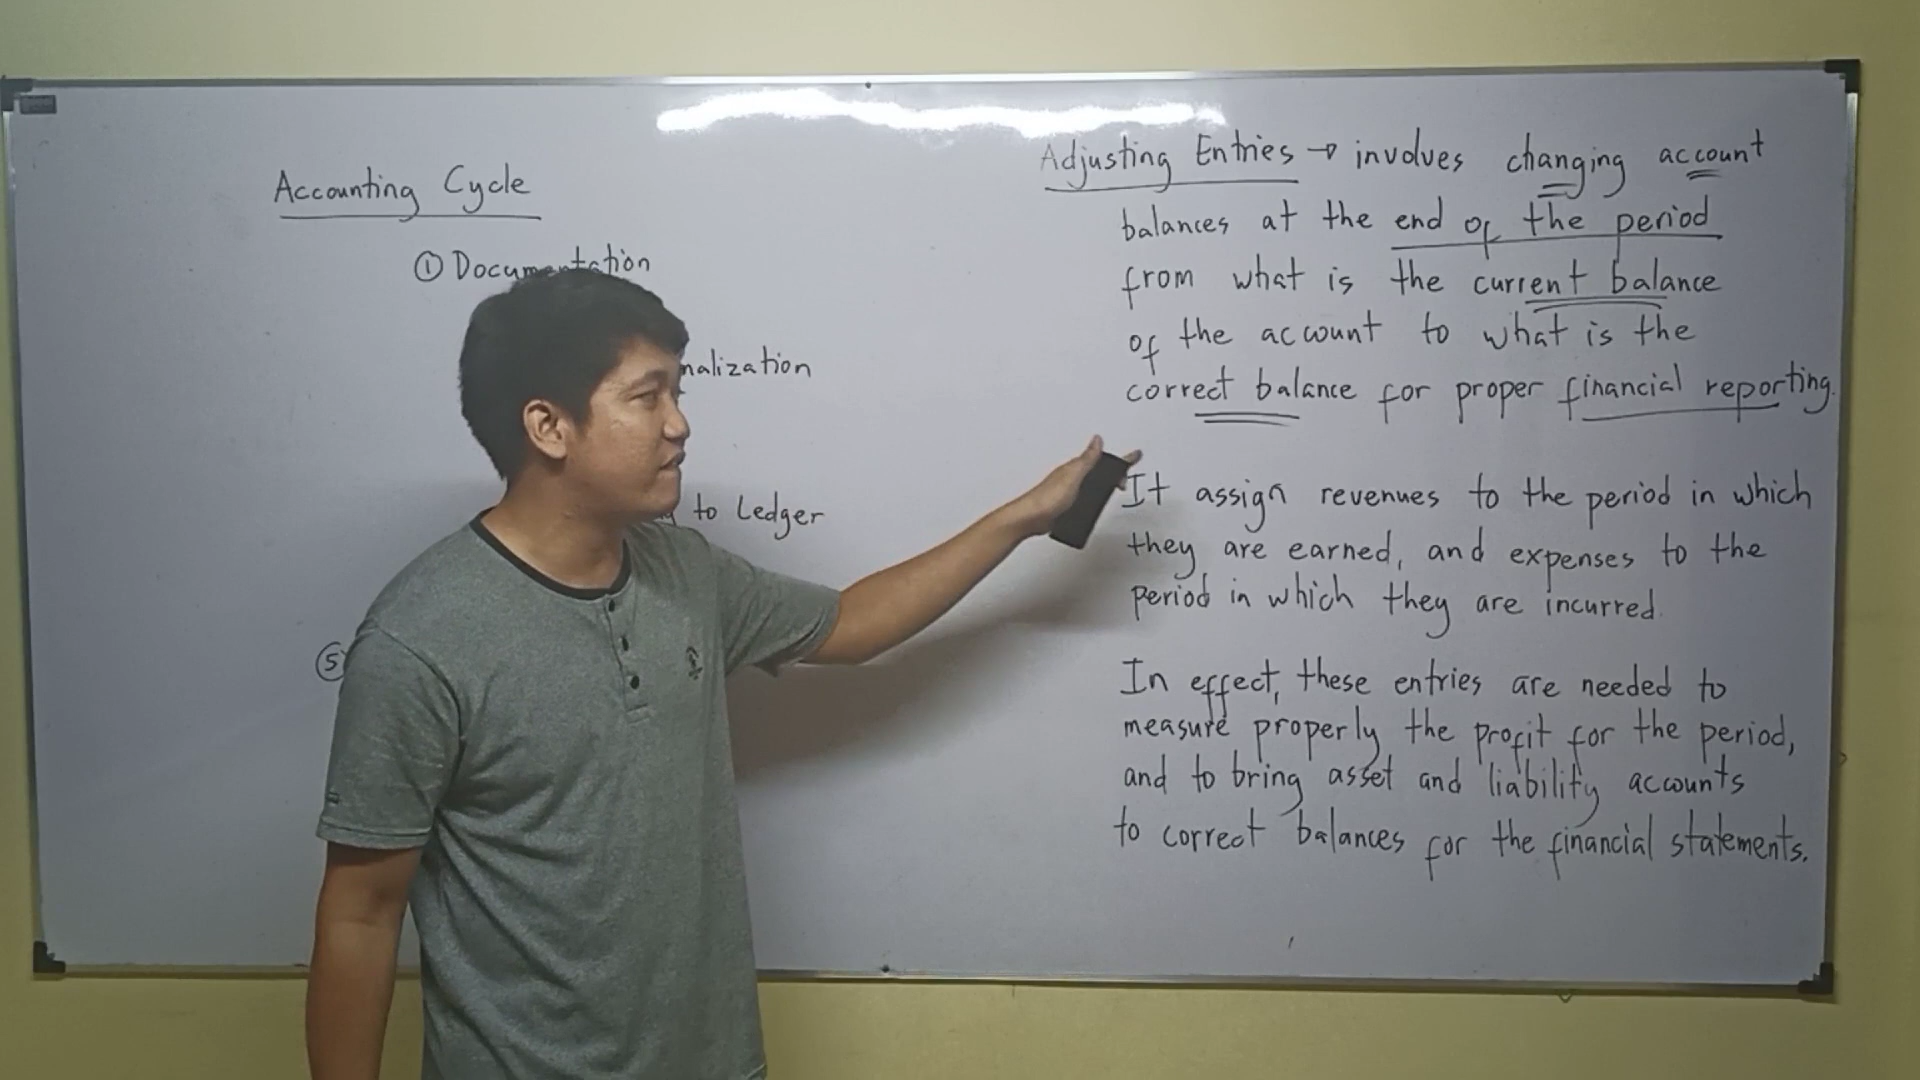 Accounting Cycle
① Documentation
nalization
to Ledger
⑤
Adjusting Entries → involves changing account
balances at the end of the period
from what is the current balance
of the account to what is the
correct balance for proper financial reporting.
It assign revenues to the period in which
they are earned, and expenses to the
period in which they are incurred.
In effect, these entries are needed to
measure properly the profit for the period,
and to bring asset and liability accounts
to correct balances for the financial statements.